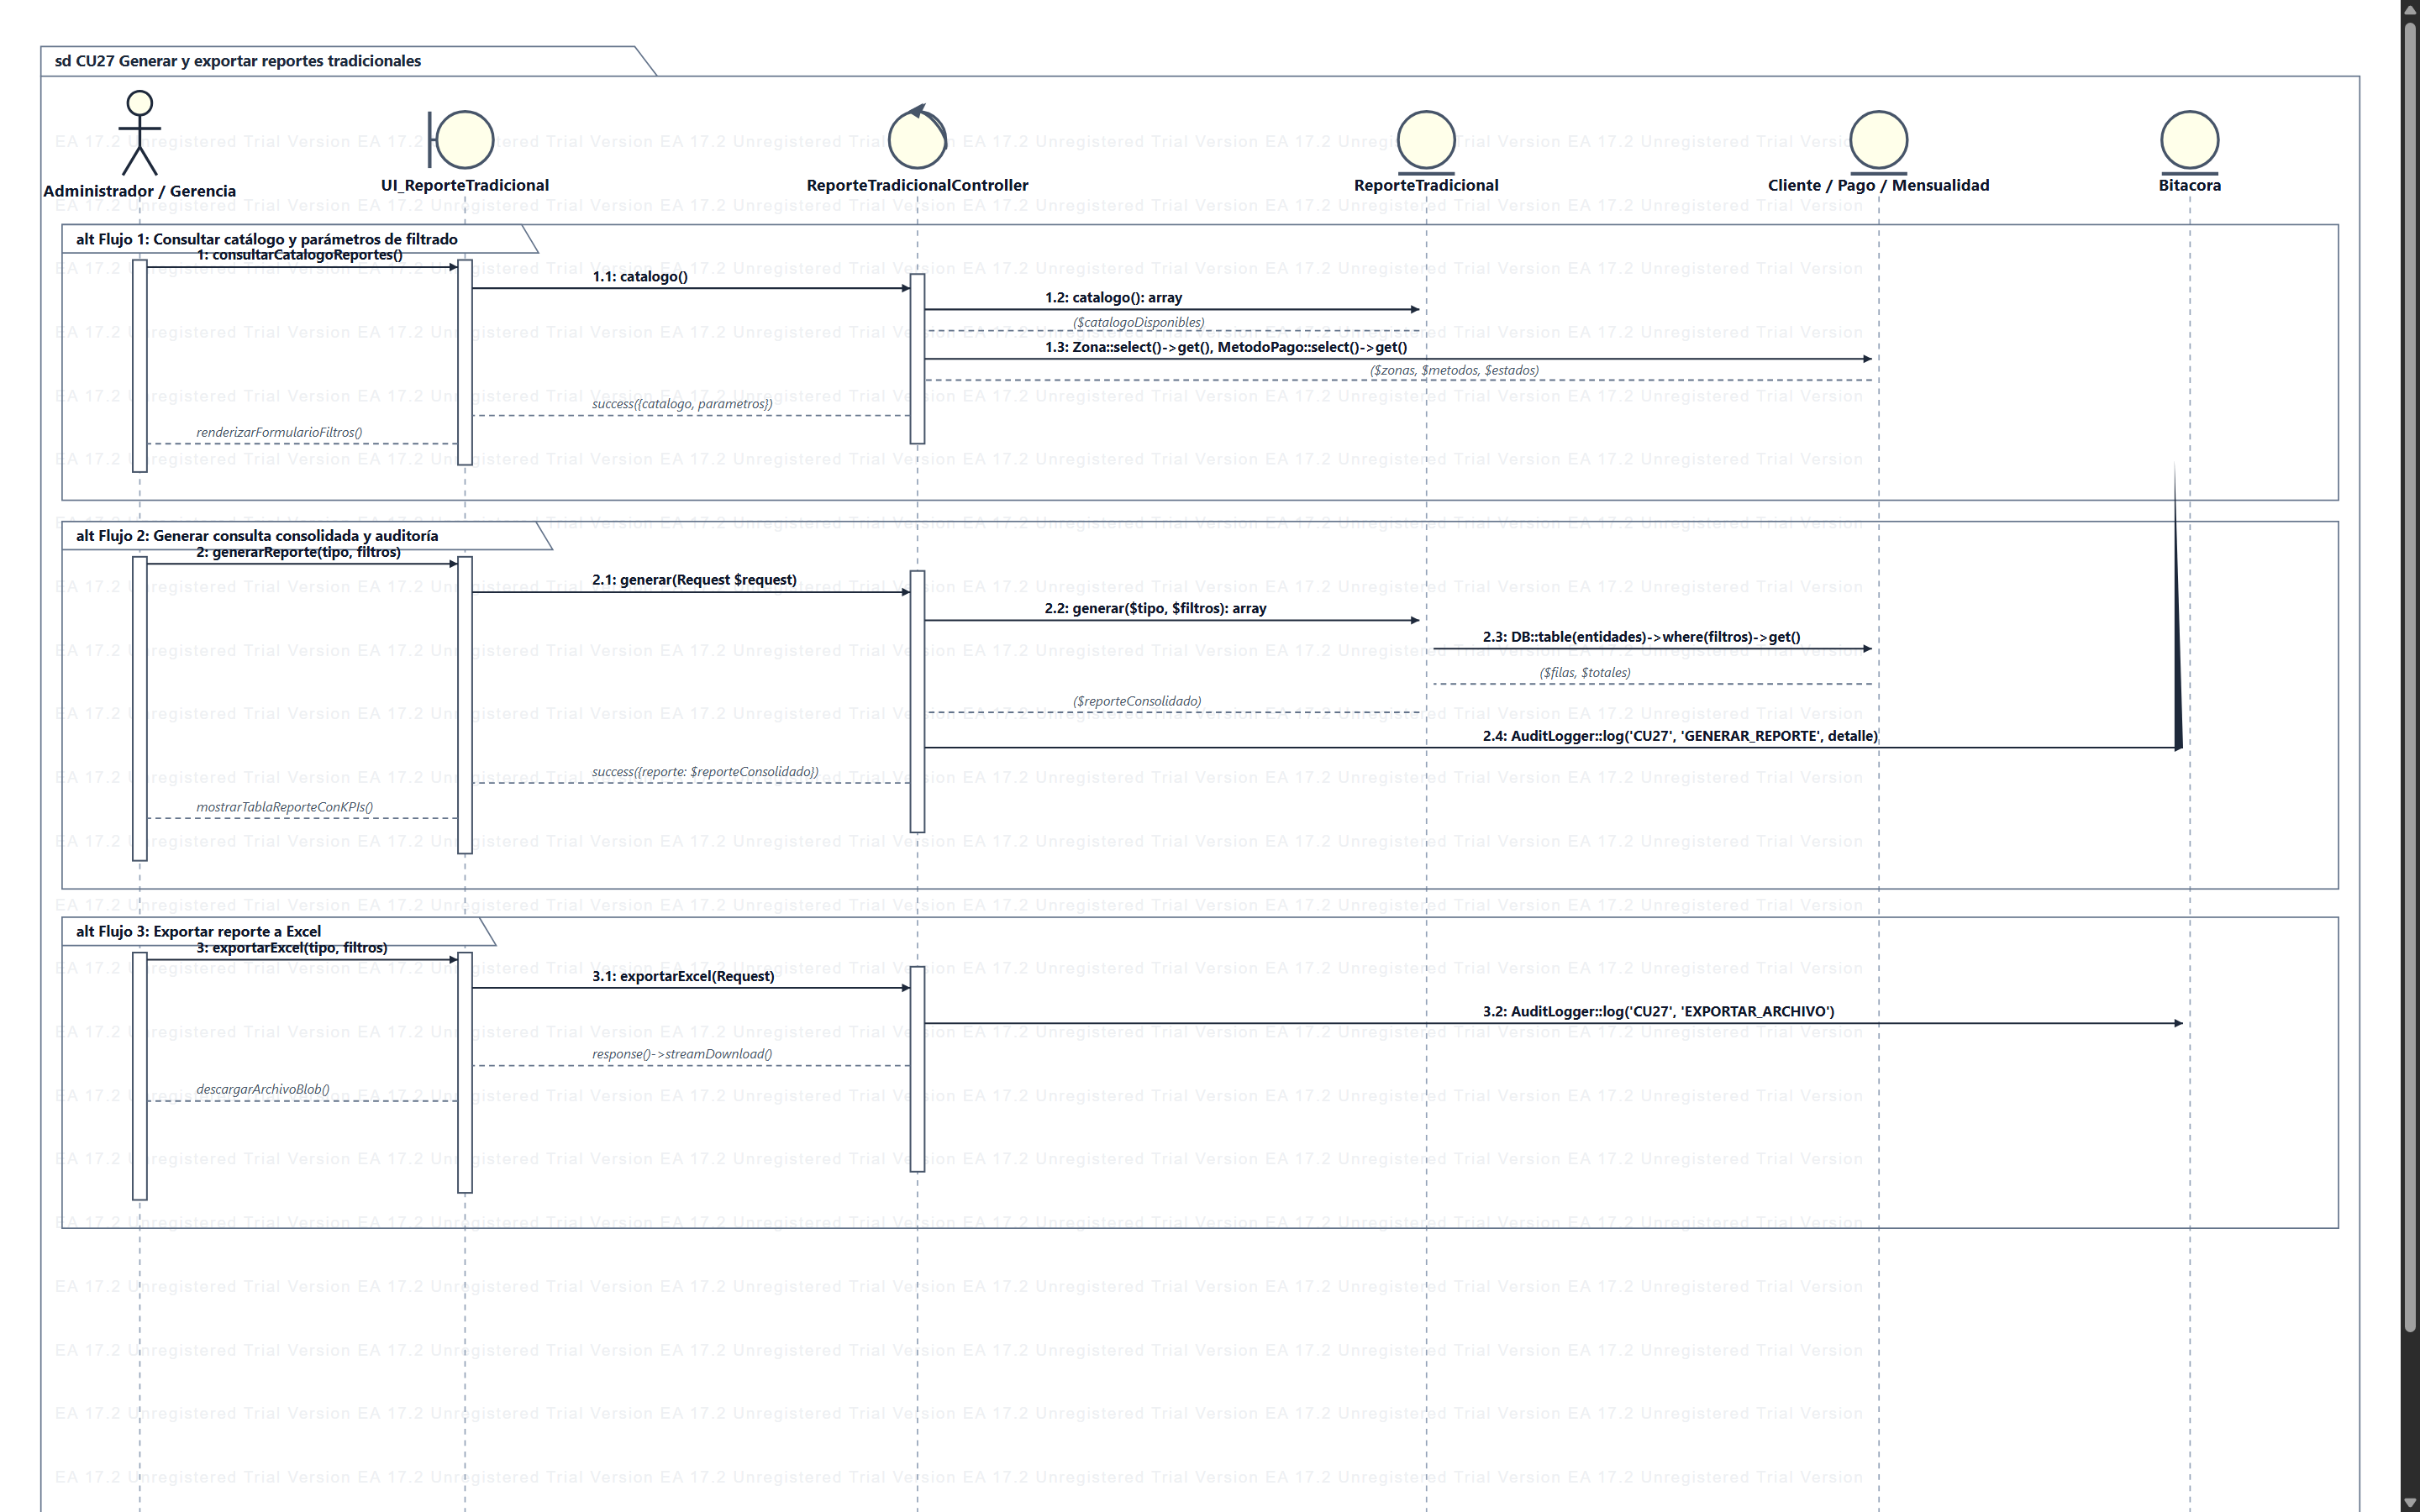 sd CU27 Generar y exportar reportes tradicionales
Administrador / Gerencia
UI_ReporteTradicional
ReporteTradicionalController
ReporteTradicional
Cliente / Pago / Mensualidad
Bitacora
alt Flujo 1: Consultar catálogo y parámetros de filtrado
1: consultarCatalogoReportes()
1.1: catalogo()
1.2: catalogo(): array
($catalogoDisponibles)
1.3: Zona::select()->get(), MetodoPago::select()->get()
($zonas, $metodos, $estados)
success({catalogo, parametros})
renderizarFormularioFiltros()
alt Flujo 2: Generar consulta consolidada y auditoría
2: generarReporte(tipo, filtros)
2.1: generar(Request $request)
2.2: generar($tipo, $filtros): array
2.3: DB::table(entidades)->where(filtros)->get()
($filas, $totales)
($reporteConsolidado)
2.4: AuditLogger::log('CU27', 'GENERAR_REPORTE', detalle)
success({reporte: $reporteConsolidado})
mostrarTablaReporteConKPIs()
alt Flujo 3: Exportar reporte a Excel
3: exportarExcel(tipo, filtros)
3.1: exportarExcel(Request)
3.2: AuditLogger::log('CU27', 'EXPORTAR_ARCHIVO')
response()->streamDownload()
descargarArchivoBlob()
EA 17.2 Unregistered Trial Version